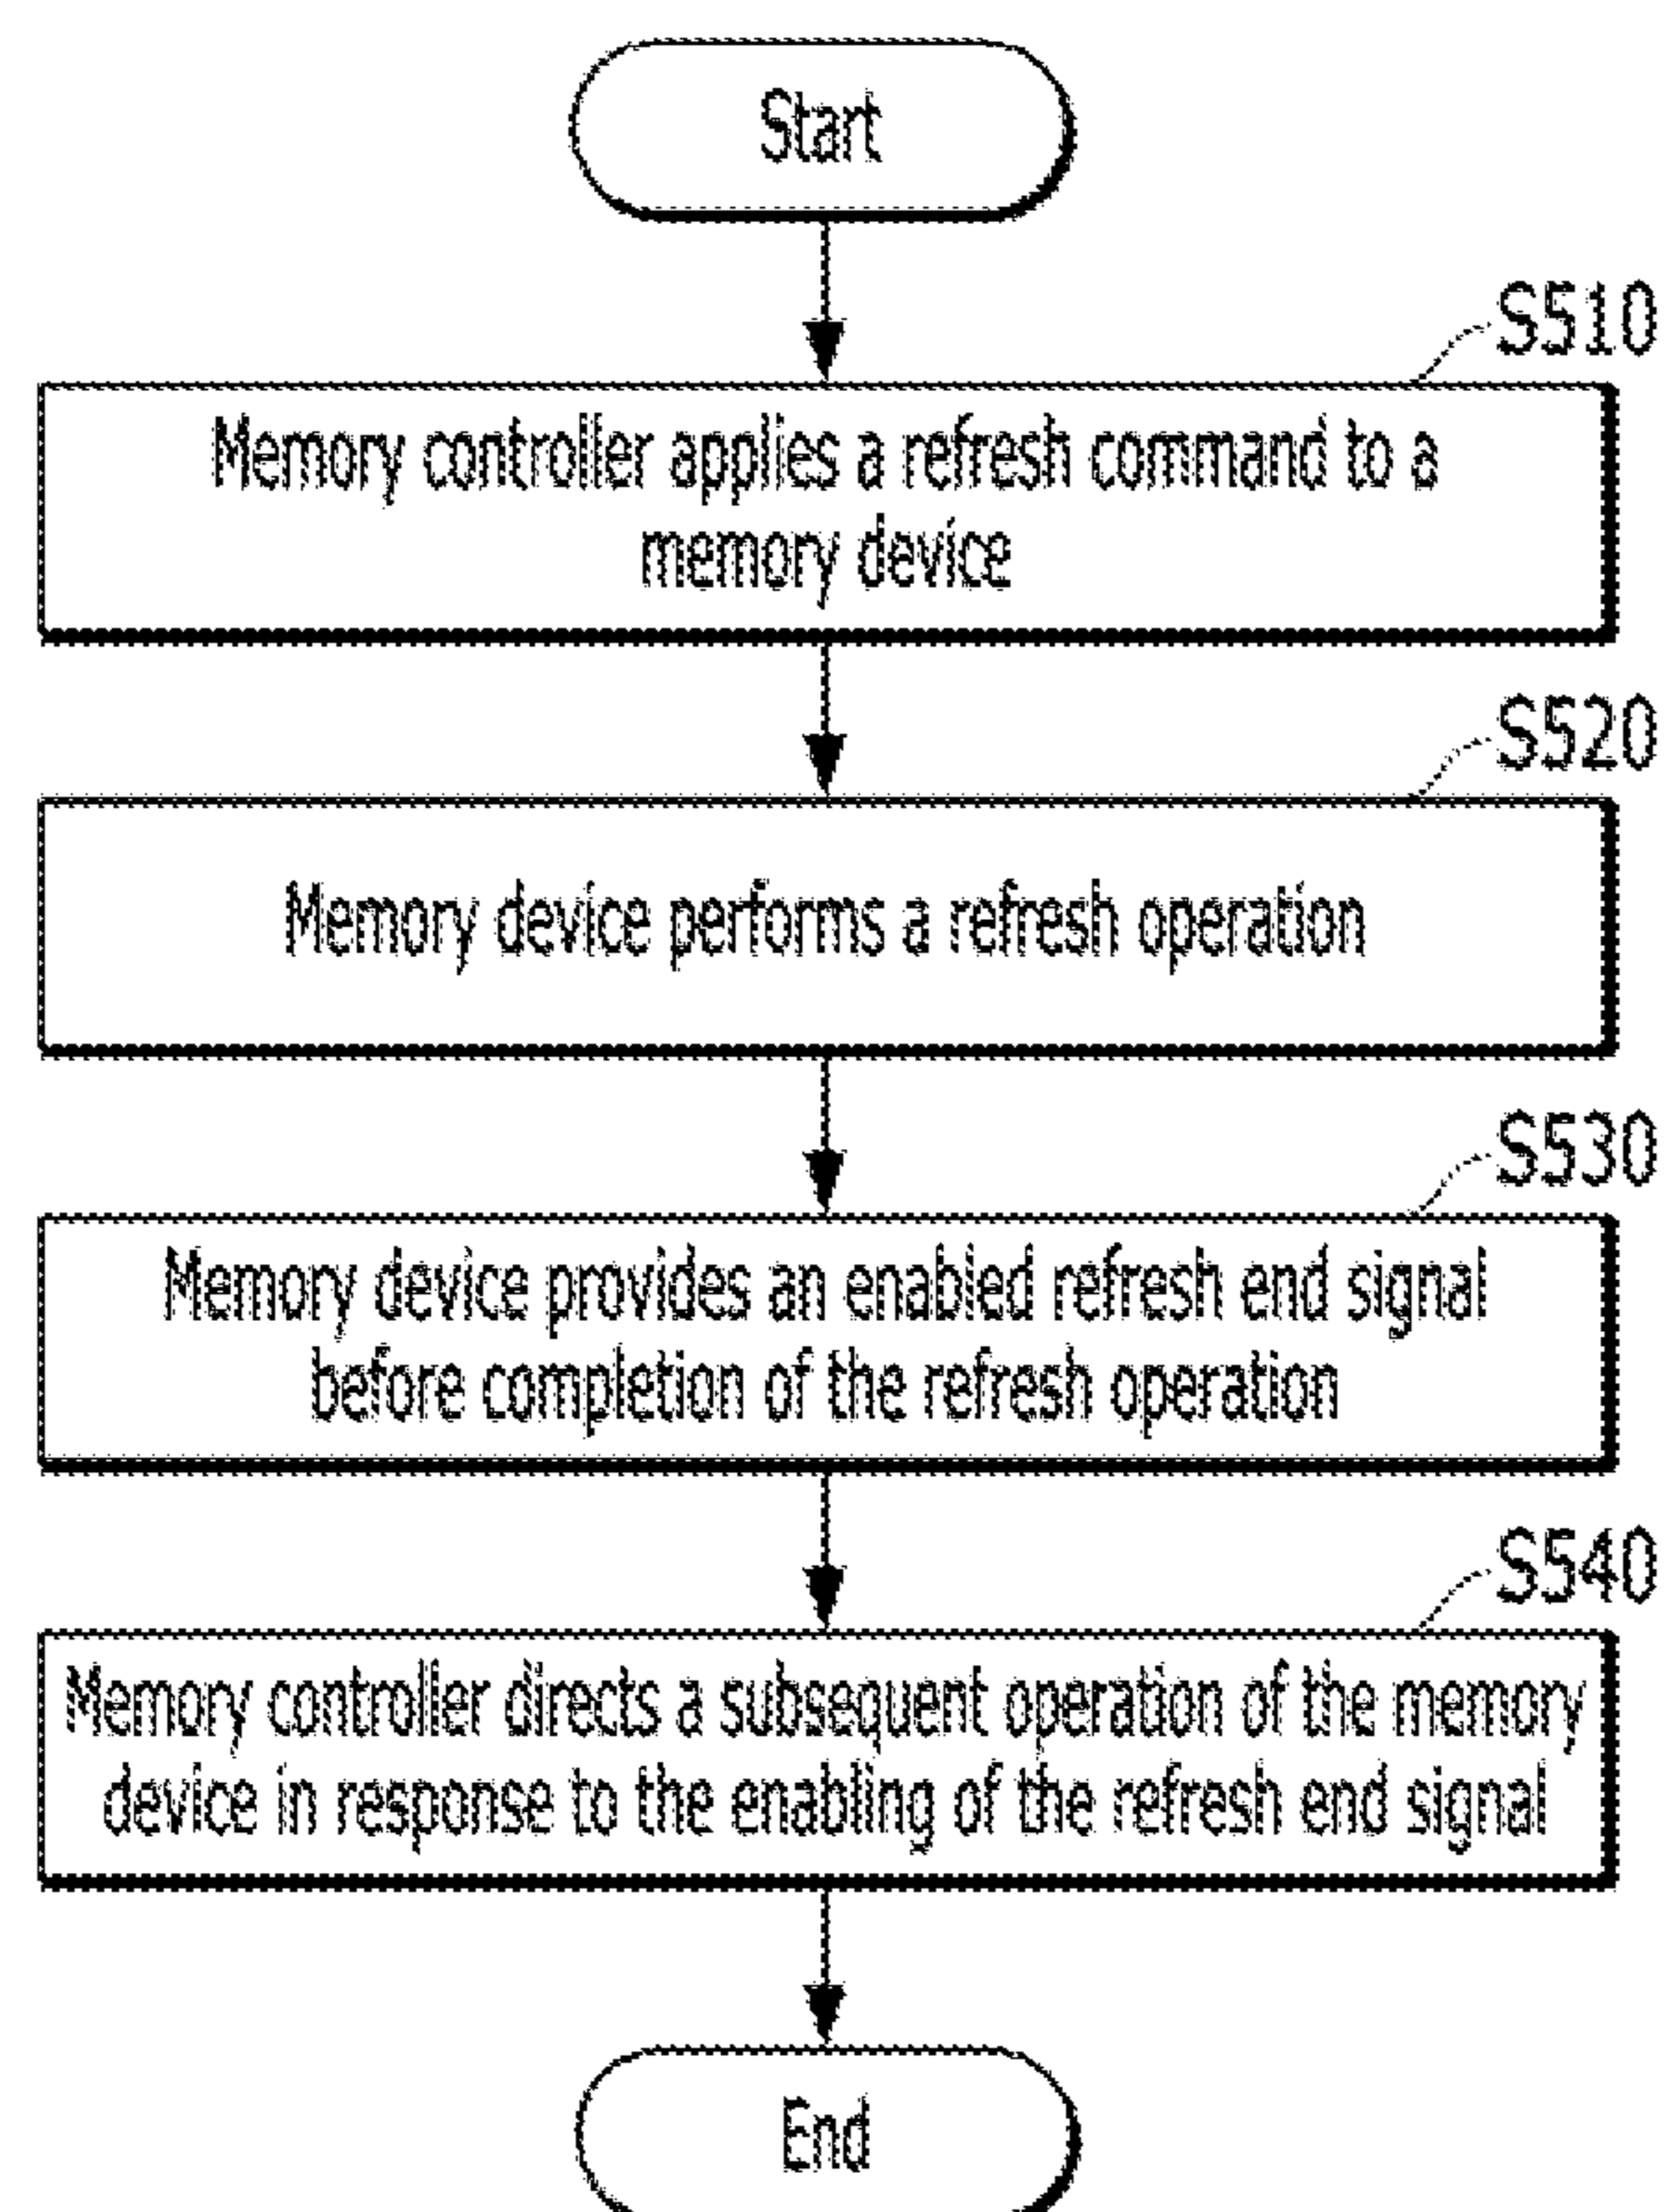 Start
S510
Memory controller applies a refresh command to a
memory device
S520
Memory device performs a refresh operation
S530
Memory device provides an enabled refresh end signal
before completion of the refresh operation
S540
Memory controller directs a subsequent operation of the memory
device in response to the enabling of the refresh end signal
End